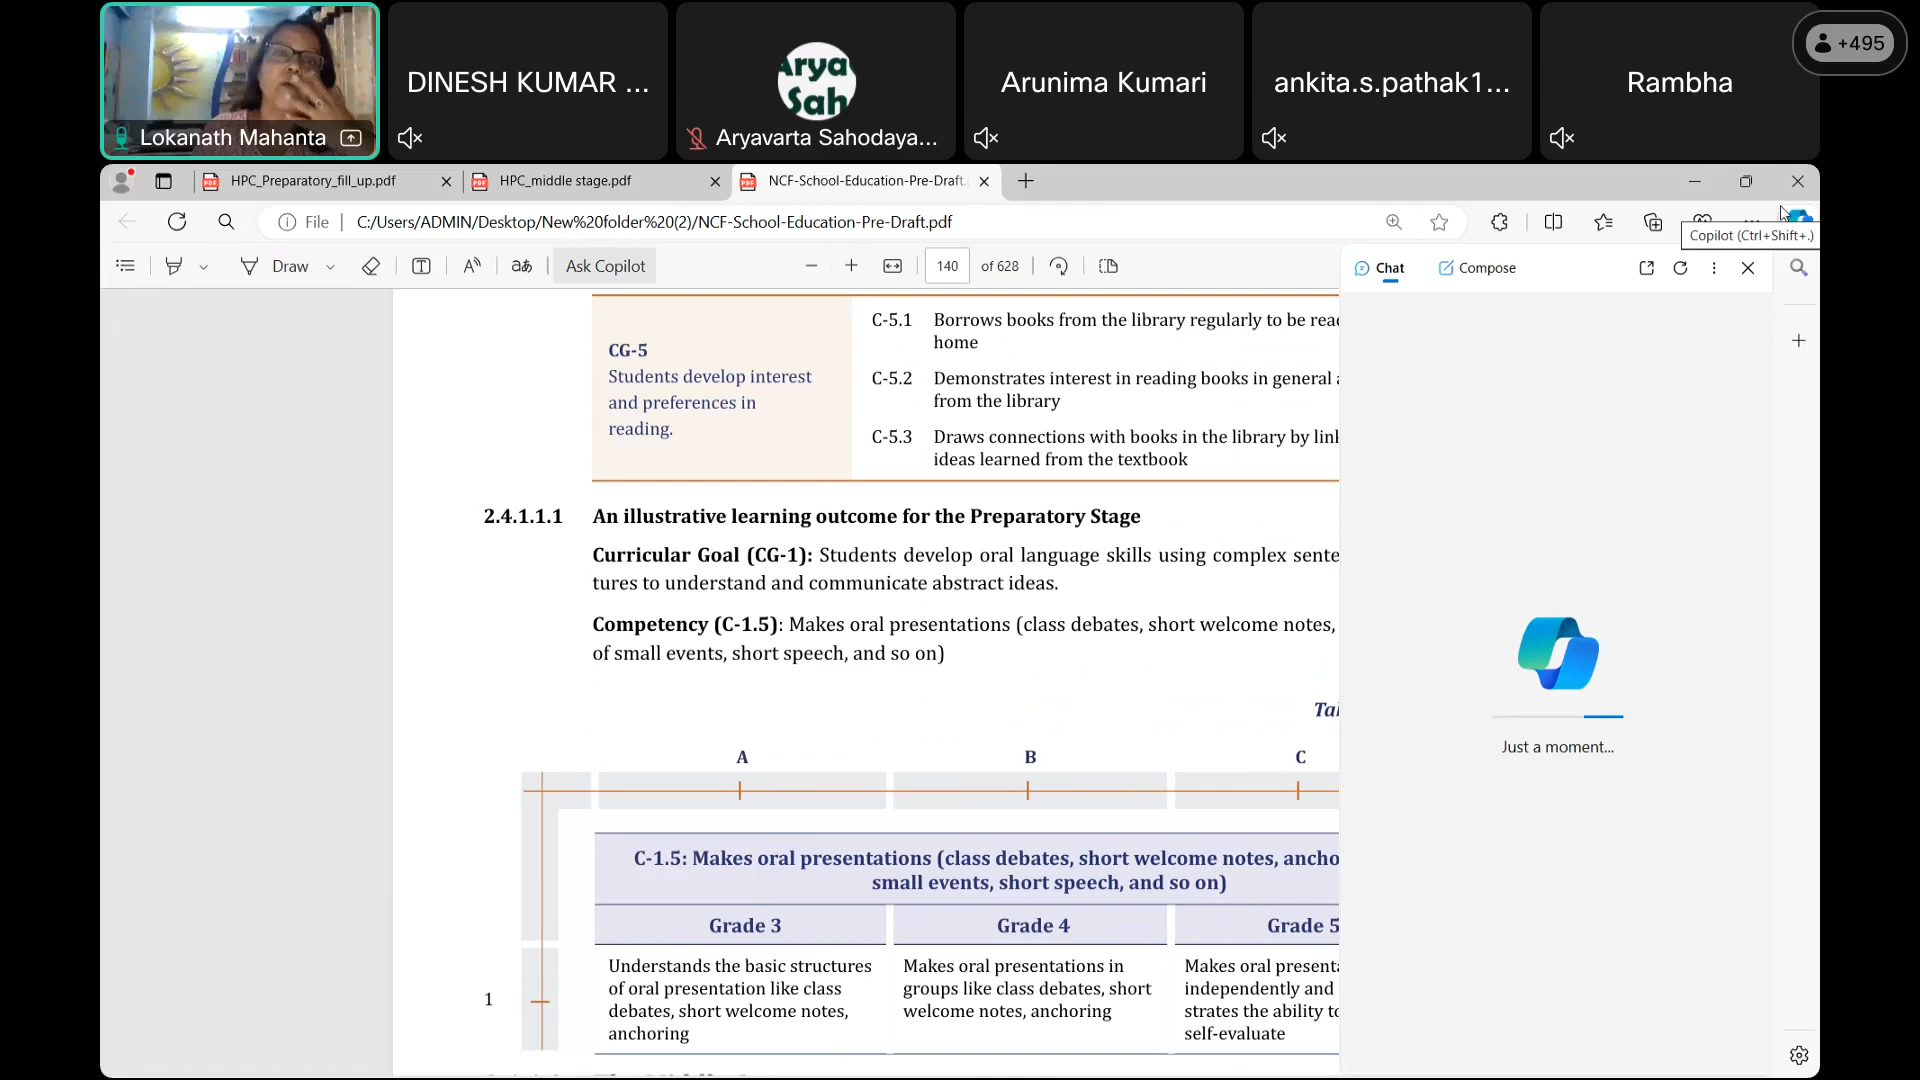 DINESH KUMAR ...
Arunima Kumari
ankita.s.pathak1...
Rambha
+495
Arya
Sah
Lokanath Mahanta
Aryavarta Sahodaya...
HPC_Preparatory_fill_up.pdf
HPC_middle stage.pdf
NCF-School-Education-Pre-Draft.
File
C:/Users/ADMIN/Desktop/New%20folder%20(2)/NCF-School-Education-Pre-Draft.pdf
Copilot (Ctrl+Shift+.)
Draw
Ask Copilot
140 of 628
Chat
Compose
CG-5
Students develop interest
and preferences in
reading.
C-5.1 Borrows books from the library regularly to be rea
home
C-5.2 Demonstrates interest in reading books in general
from the library
C-5.3 Draws connections with books in the library by lin
ideas learned from the textbook
2.4.1.1.1 An illustrative learning outcome for the Preparatory Stage
Curricular Goal (CG-1): Students develop oral language skills using complex sente
tures to understand and communicate abstract ideas.
Competency (C-1.5): Makes oral presentations (class debates, short welcome notes,
of small events, short speech, and so on)
Ta
A B C
C-1.5: Makes oral presentations (class debates, short welcome notes, ancho
small events, short speech, and so on)
Grade 3
Grade 4
Grade 5
1
Understands the basic structures
of oral presentation like class
debates, short welcome notes,
anchoring
Makes oral presentations in
groups like class debates, short
welcome notes, anchoring
Makes oral present
independently and
strates the ability to
self-evaluate
Just a moment...